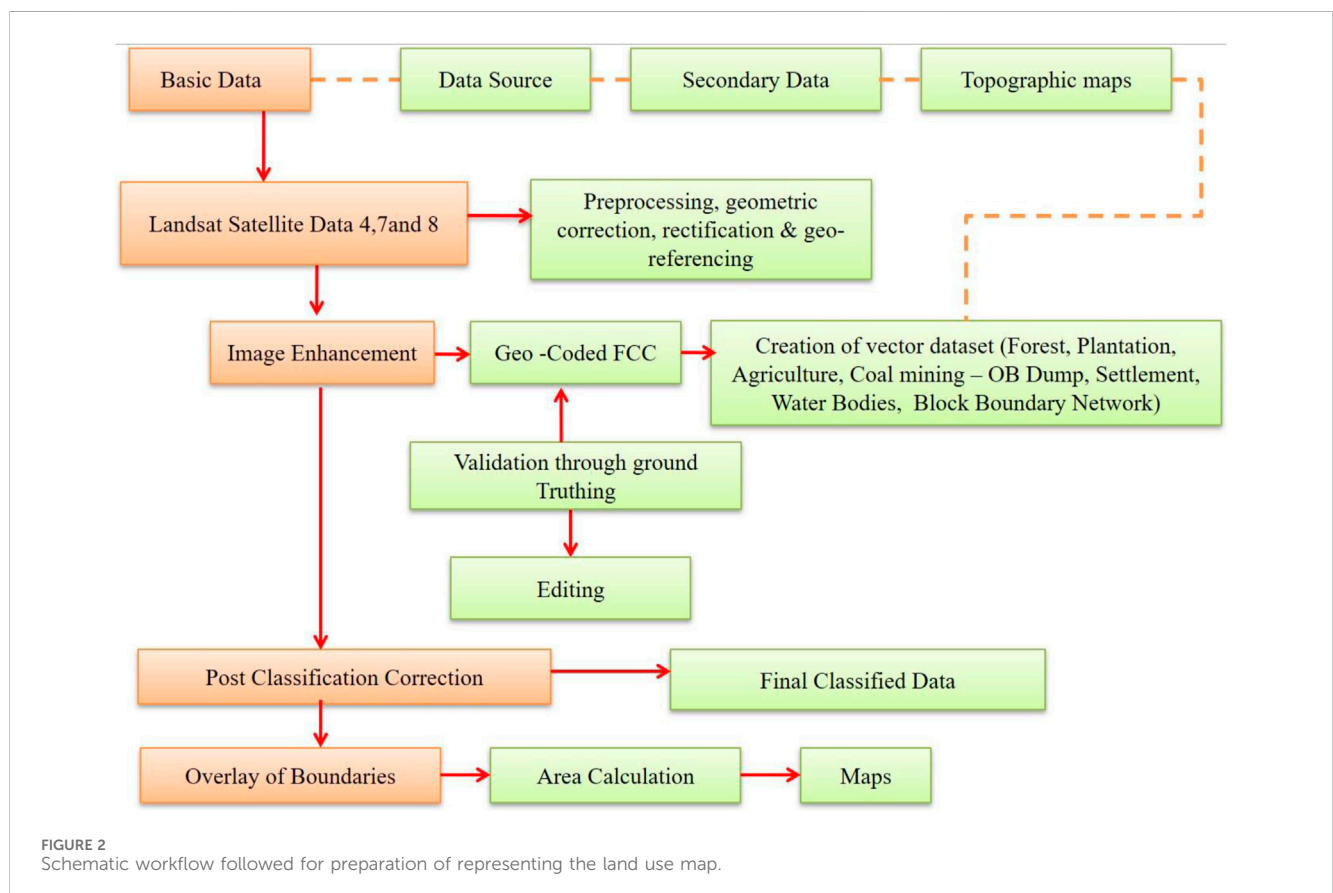 Basic Data
Data Source
Secondary Data
Topographic maps
Landsat Satellite Data 4,7and 8
Preprocessing, geometric
correction, rectification & geo-
referencing
Image Enhancement
Geo -Coded FCC
Creation of vector dataset (Forest, Plantation,
Agriculture, Coal mining – OB Dump, Settlement,
Water Bodies,  Block Boundary Network)
Validation through ground
Truthing
Editing
Post Classification Correction
Final Classified Data
Overlay of Boundaries
Area Calculation
Maps
FIGURE 2
Schematic workflow followed for preparation of representing the land use map.